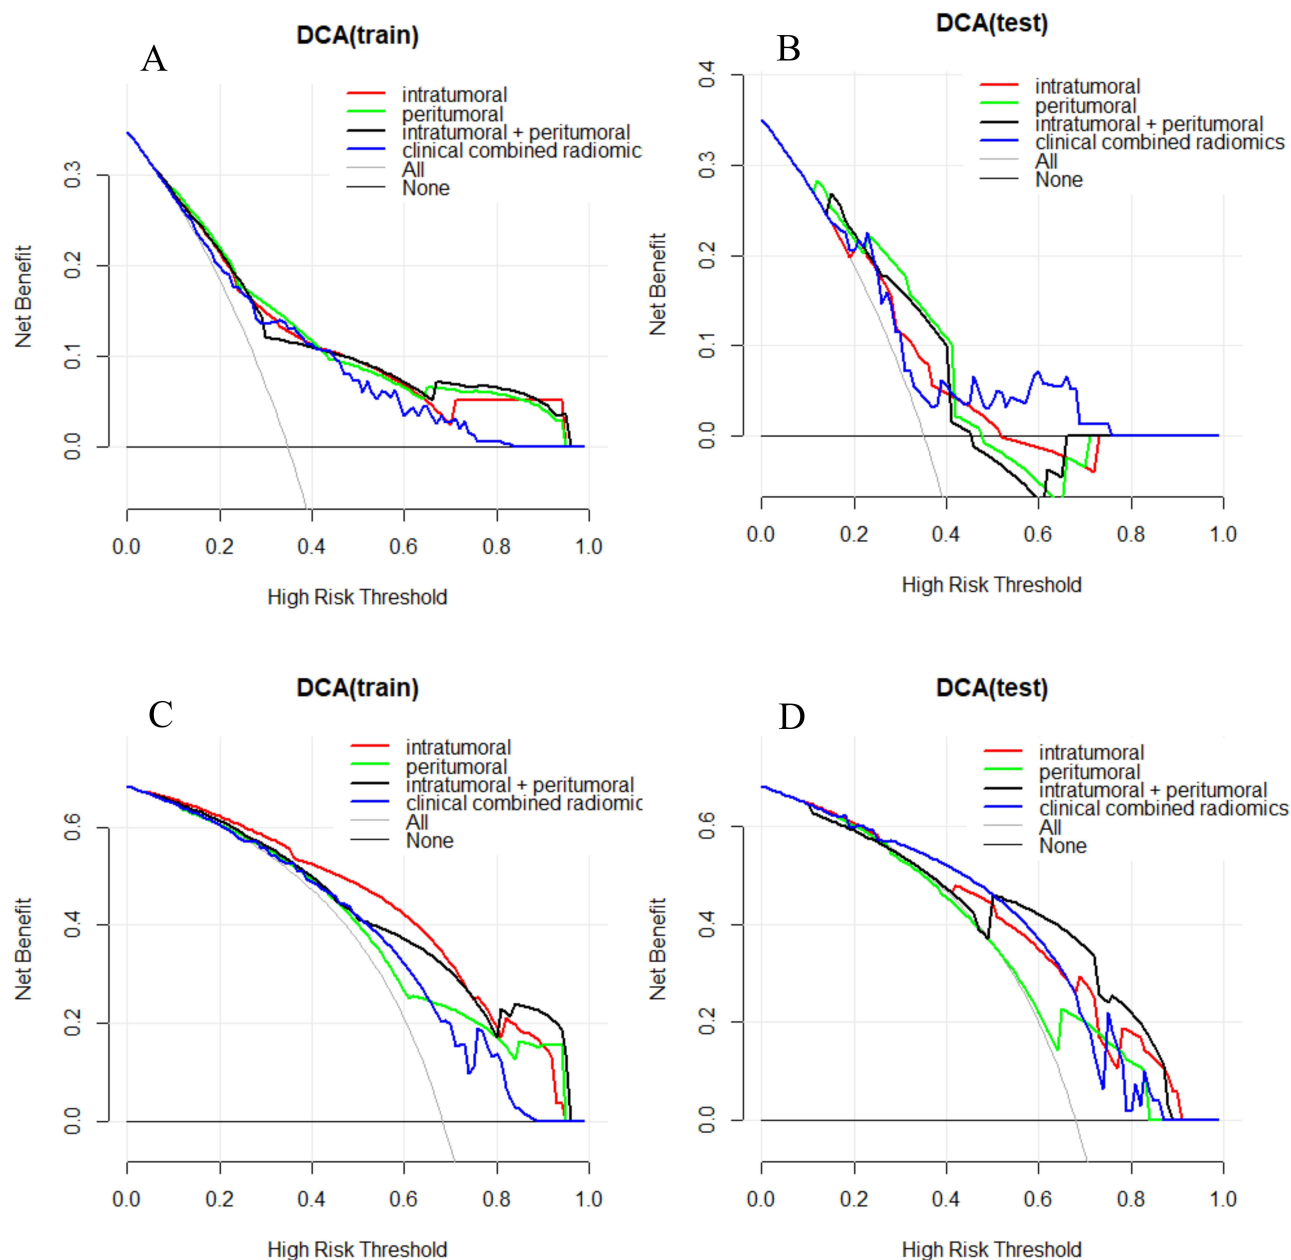 DCA(train)
A
intratumoral
peritumoral
intratumoral + peritumoral
clinical combined radiomic
All
None
Net Benefit
0.3
0.2
0.1
0.0
0.0 0.2 0.4 0.6 0.8 1.0
High Risk Threshold
DCA(test)
B
intratumoral
peritumoral
intratumoral + peritumoral
clinical combined radiomics
All
None
Net Benefit
0.4
0.3
0.2
0.1
0.0
0.0 0.2 0.4 0.6 0.8 1.0
High Risk Threshold
DCA(train)
C
intratumoral
peritumoral
intratumoral + peritumoral
clinical combined radiomic
All
None
Net Benefit
0.6
0.4
0.2
0.0
0.0 0.2 0.4 0.6 0.8 1.0
High Risk Threshold
DCA(test)
D
intratumoral
peritumoral
intratumoral + peritumoral
clinical combined radiomics
All
None
Net Benefit
0.6
0.4
0.2
0.0
0.0 0.2 0.4 0.6 0.8 1.0
High Risk Threshold